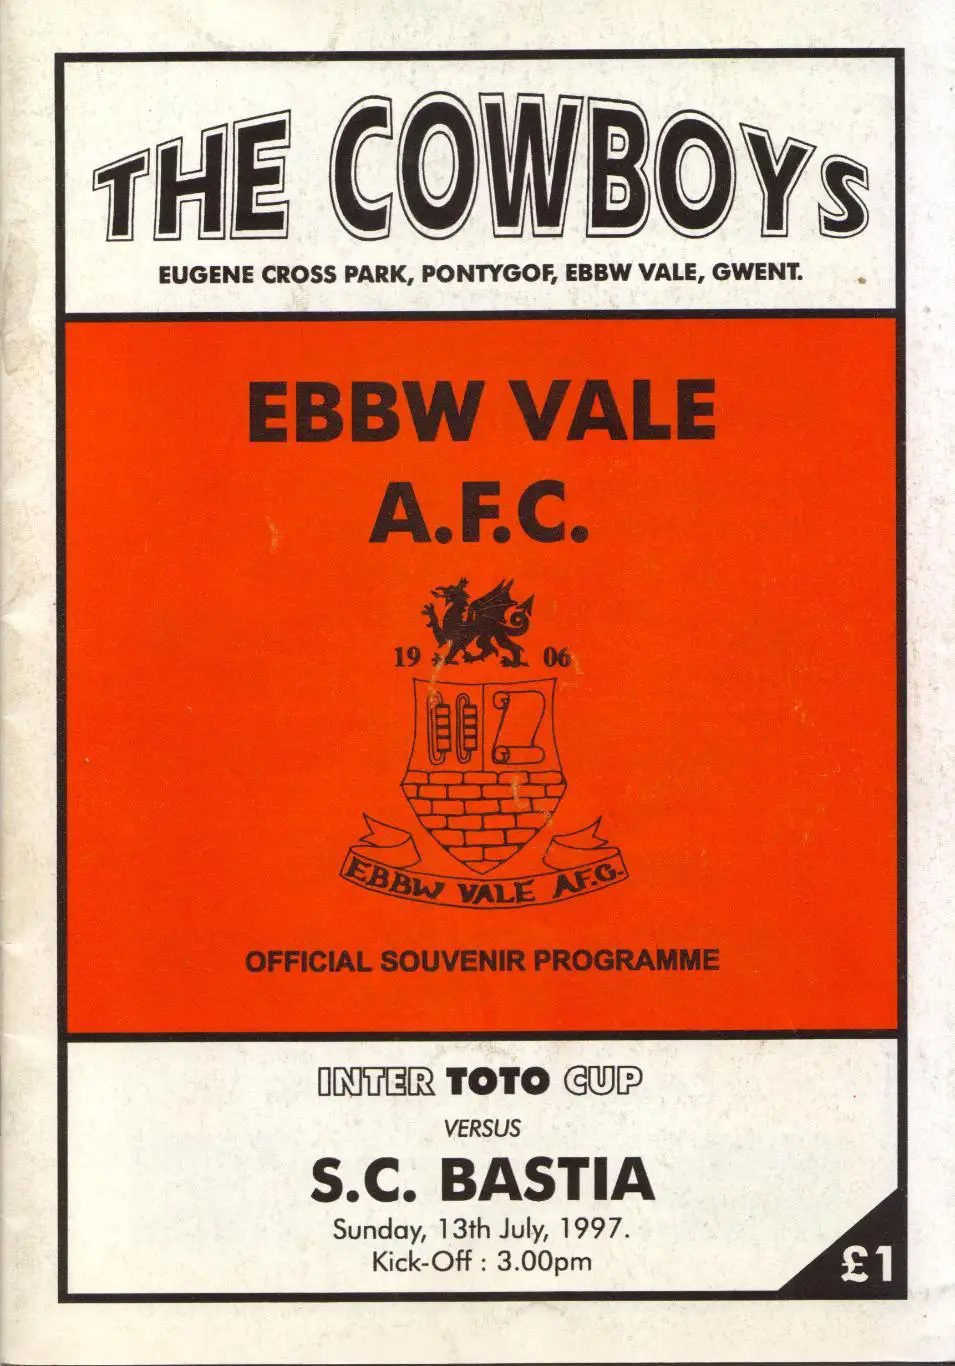 THE COWBOYS
EUGENE CROSS PARK, PONTYGOF, EBBW VALE, GWENT.
EBBW VALE
A.F.C.
19 06
EBBW VALE A.F.C.
OFFICIAL SOUVENIR PROGRAMME
INTER TOTO CUP
VERSUS
S.C. BASTIA
Sunday, 13th July, 1997.
Kick-Off : 3.00pm
£1